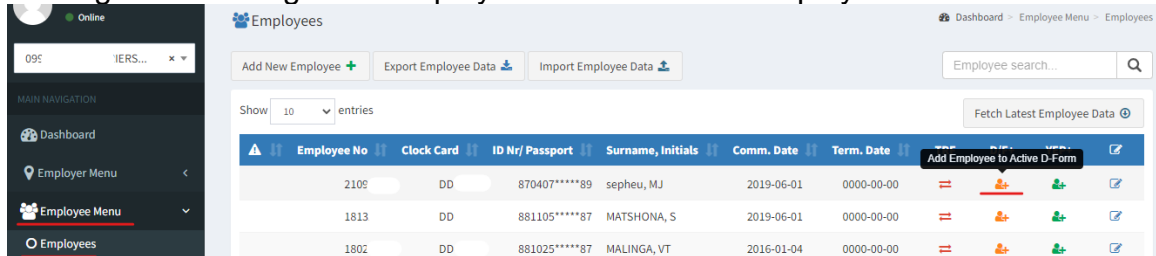 Online
Employees
Dashboard > Employee Menu > Employees
099 IERS... ×
Add New Employee +
Export Employee Data
Import Employee Data
Employee search...
MAIN NAVIGATION
Show 10 entries
Fetch Latest Employee Data
Dashboard
Employee No Clock Card ID Nr/ Passport Surname, Initials Comm. Date Term. Date
Add Employee to Active D-Form
Employer Menu <
2109 DD 870407*****89 sepheu, MJ 2019-06-01 0000-00-00
Employee Menu
1813 DD 881105*****87 MATSHONA, S 2019-06-01 0000-00-00
Employees
1802 DD 881025*****87 MALINGA, VT 2016-01-04 0000-00-00